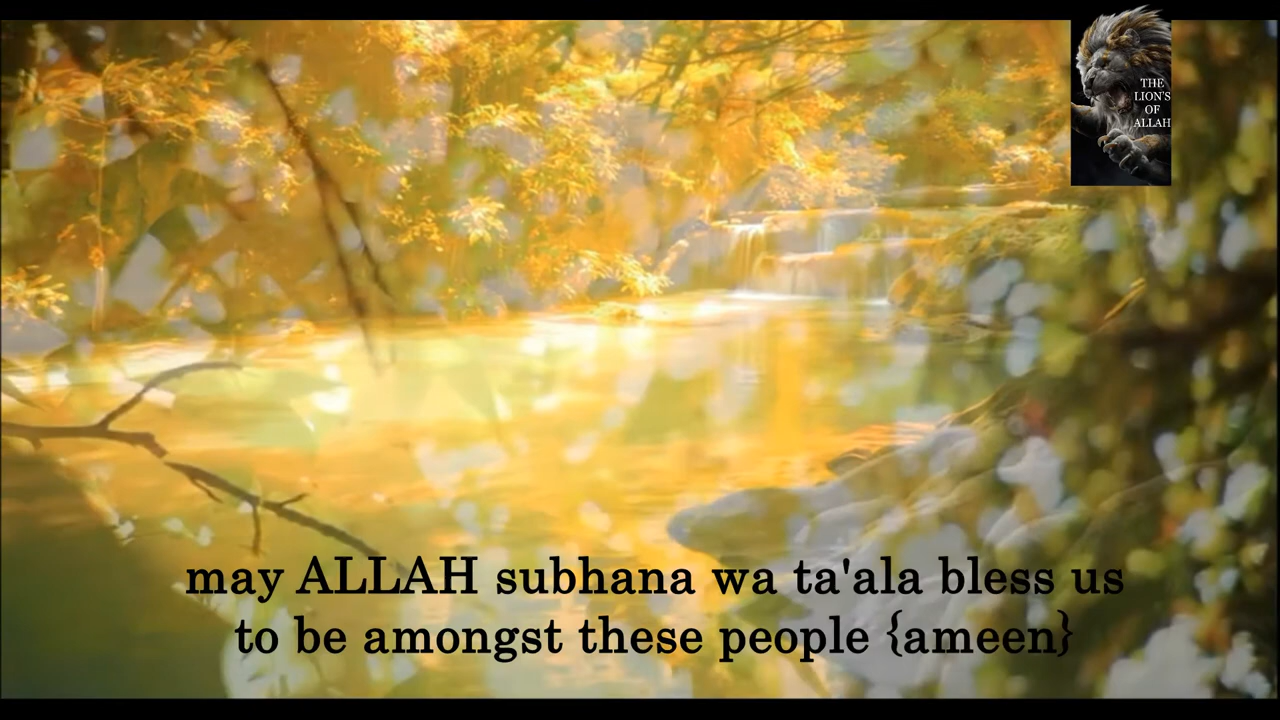 THE
LION'S
OF
ALLAH
may ALLAH subhana wa ta'ala bless us
to be amongst these people {ameen}